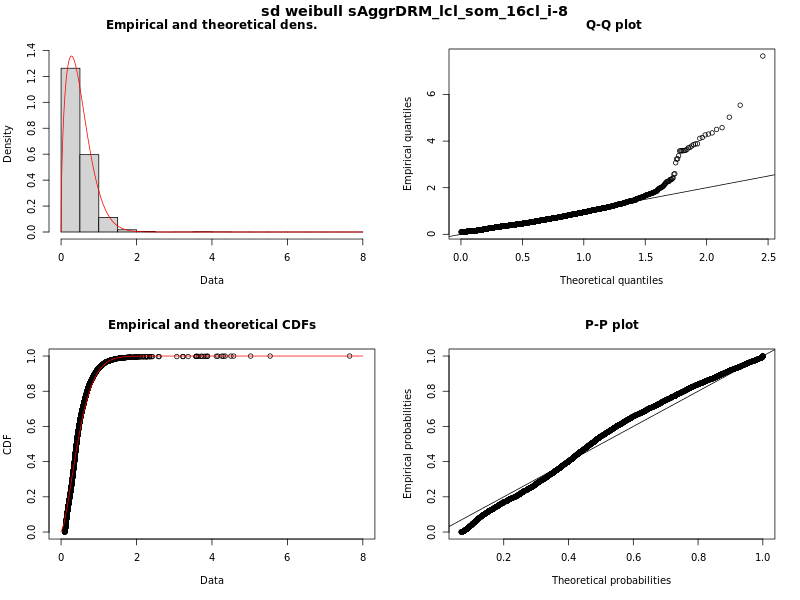 sd weibull sAggrDRM_lcl_som_16cl_i-8
Empirical and theoretical dens.
Density
0.0 0.2 0.4 0.6 0.8 1.0 1.2 1.4
0 2 4 6 8
Data
Q-Q plot
Empirical quantiles
0 2 4 6
0.0 0.5 1.0 1.5 2.0 2.5
Theoretical quantiles
Empirical and theoretical CDFs
CDF
0.0 0.2 0.4 0.6 0.8 1.0
0 2 4 6 8
Data
P-P plot
Empirical probabilities
0.0 0.2 0.4 0.6 0.8 1.0
0.2 0.4 0.6 0.8 1.0
Theoretical probabilities